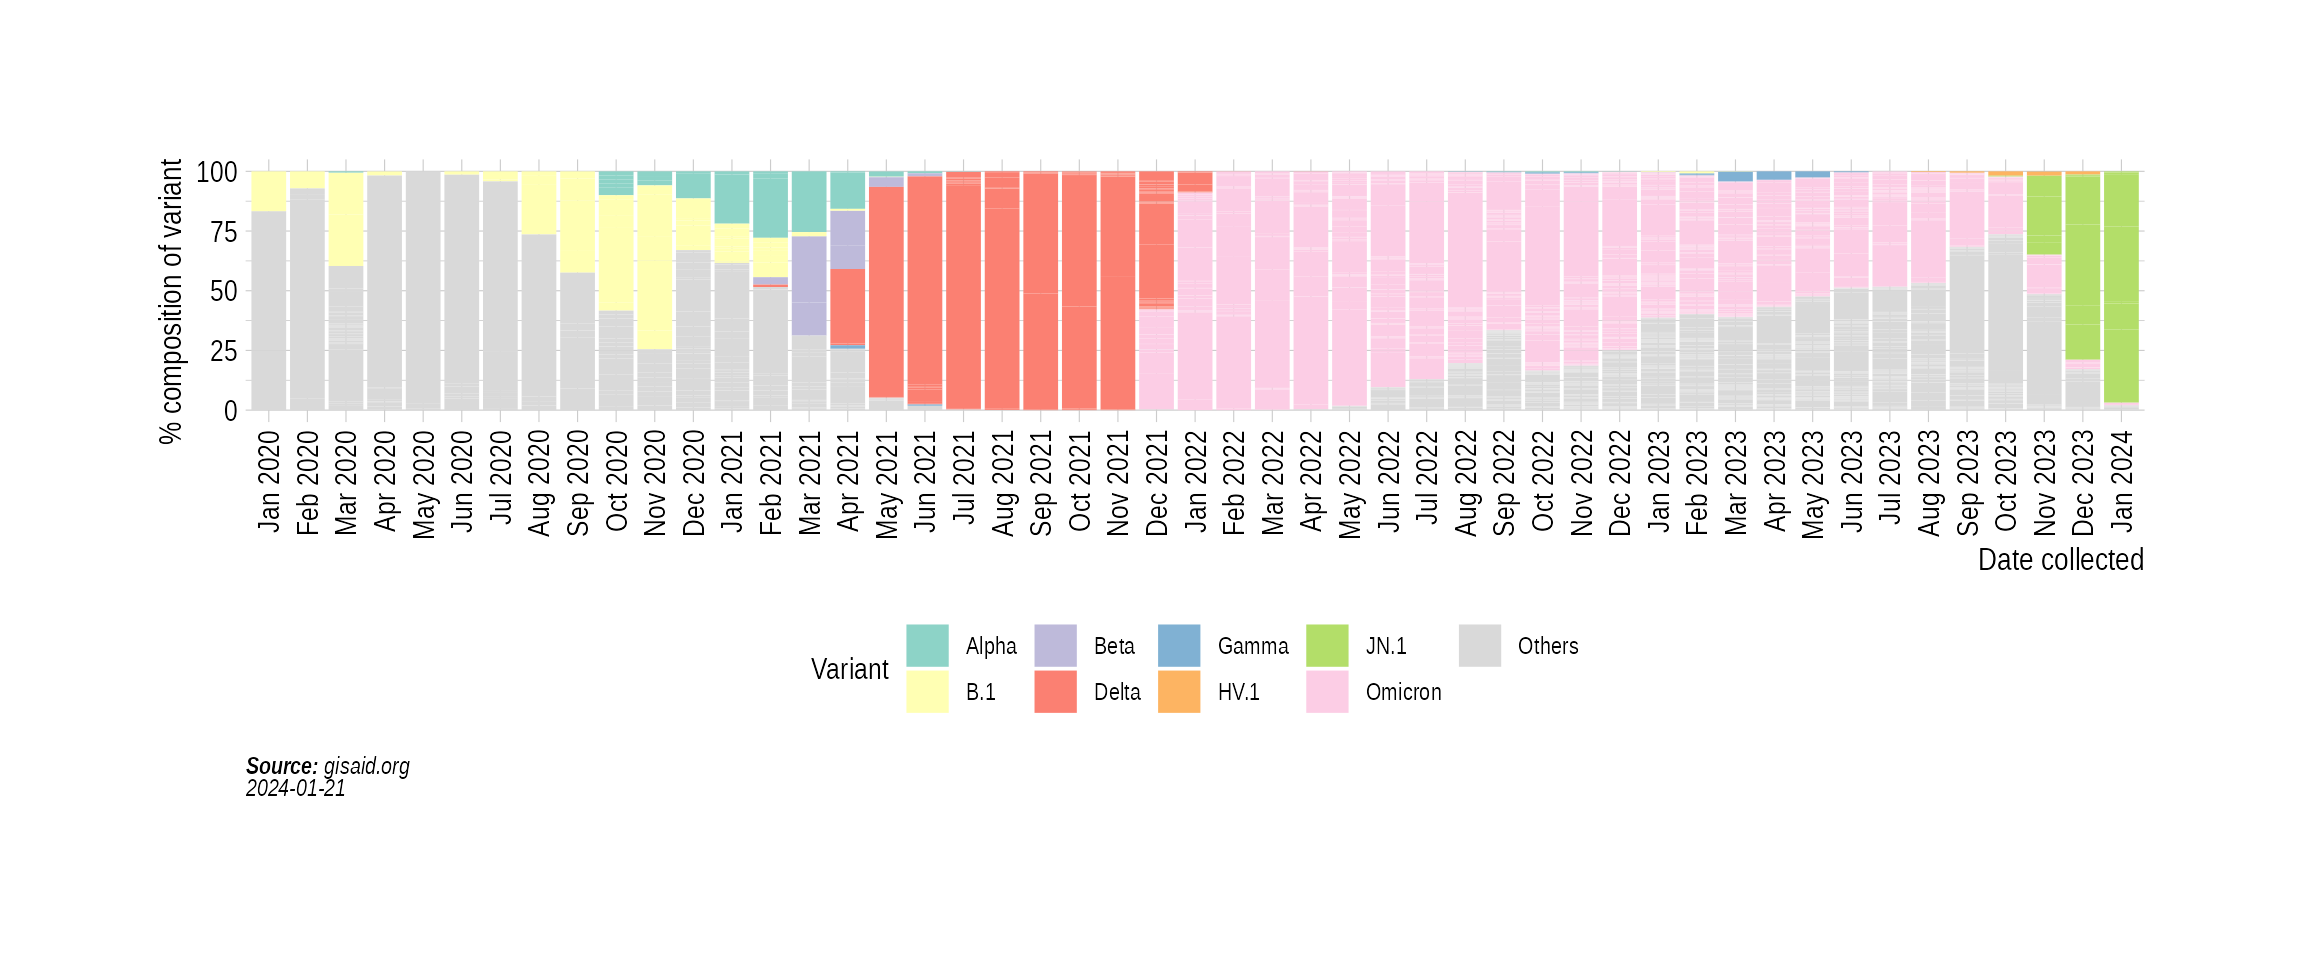 % composition of variant
100
75
50
25
0
Jan 2020
Feb 2020
Mar 2020
Apr 2020
May 2020
Jun 2020
Jul 2020
Aug 2020
Sep 2020
Oct 2020
Nov 2020
Dec 2020
Jan 2021
Feb 2021
Mar 2021
Apr 2021
May 2021
Jun 2021
Jul 2021
Aug 2021
Sep 2021
Oct 2021
Nov 2021
Dec 2021
Jan 2022
Feb 2022
Mar 2022
Apr 2022
May 2022
Jun 2022
Jul 2022
Aug 2022
Sep 2022
Oct 2022
Nov 2022
Dec 2022
Jan 2023
Feb 2023
Mar 2023
Apr 2023
May 2023
Jun 2023
Jul 2023
Aug 2023
Sep 2023
Oct 2023
Nov 2023
Dec 2023
Jan 2024
Date collected
Variant
Alpha
B.1
Beta
Delta
Gamma
HV.1
JN.1
Omicron
Others
Source: gisaid.org
2024-01-21